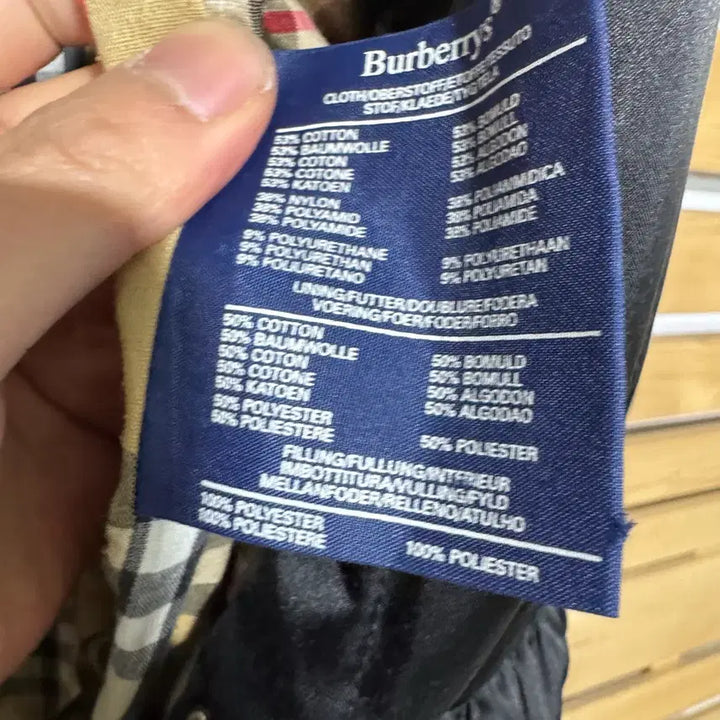 Burberrys®
CLOTH/OBERSTOFF/ETOFFE/TESSUTO
STOF/KLAEDE/TYG/TELA
53% COTTON
53% BAUMWOLLE
53% COTON
53% COTONE
53% KATOEN
53% BOMULD
53% BOMULL
53% ALGODON
53% ALGODAO
38% NYLON
38% POLYAMID
38% POLYAMIDE
38% POLIAMMIDICA
38% POLIAMIDA
38% POLIAMIDE
9% POLYURETHANE
9% POLYURETHAN
9% POLIURETANO
9% POLYURETHAAN
9% POLYURETAN
LINING/FUTTER/DOUBLURE/FODERA
VOERING/FOER/FODER/FORRO
50% COTTON
50% BAUMWOLLE
50% COTON
50% COTONE
50% KATOEN
50% BOMULD
50% BOMULL
50% ALGODON
50% ALGODAO
50% POLYESTER
50% POLIESTERE
50% POLIESTER
FILLING/FULLUNG/INTERIEUR
IMBOTTITURA/VULLING/FYLD
MELLANFODER/RELLENO/ATULHO
100% POLYESTER
100% POLIESTERE
100% POLIESTER